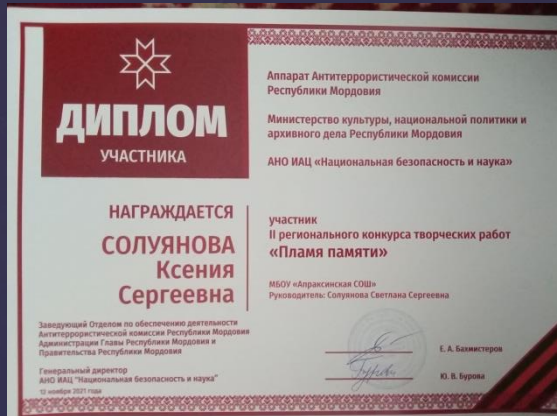 ДИПЛОМ
УЧАСТНИКА
Аппарат Антитеррористической комиссии
Республики Мордовия
Министерство культуры, национальной политики и
архивного дела Республики Мордовия
АНО ИАЦ «Национальная безопасность и наука»
НАГРАЖДАЕТСЯ
СОЛУЯНОВА
Ксения
Сергеевна
участник
II регионального конкурса творческих работ
«Пламя памяти»
МБОУ «Апраксинская СОШ»
Руководитель: Солуянова Светлана Сергеевна
Заведующий Отделом по обеспечению деятельности
Антитеррористической комиссии Республики Мордовия
Администрации Главы Республики Мордовия и
Правительства Республики Мордовия
Е. А. Бахмистеров
Генеральный директор
АНО ИАЦ "Национальная безопасность и наука"
Ю. В. Бурова
12 ноября 2021 года